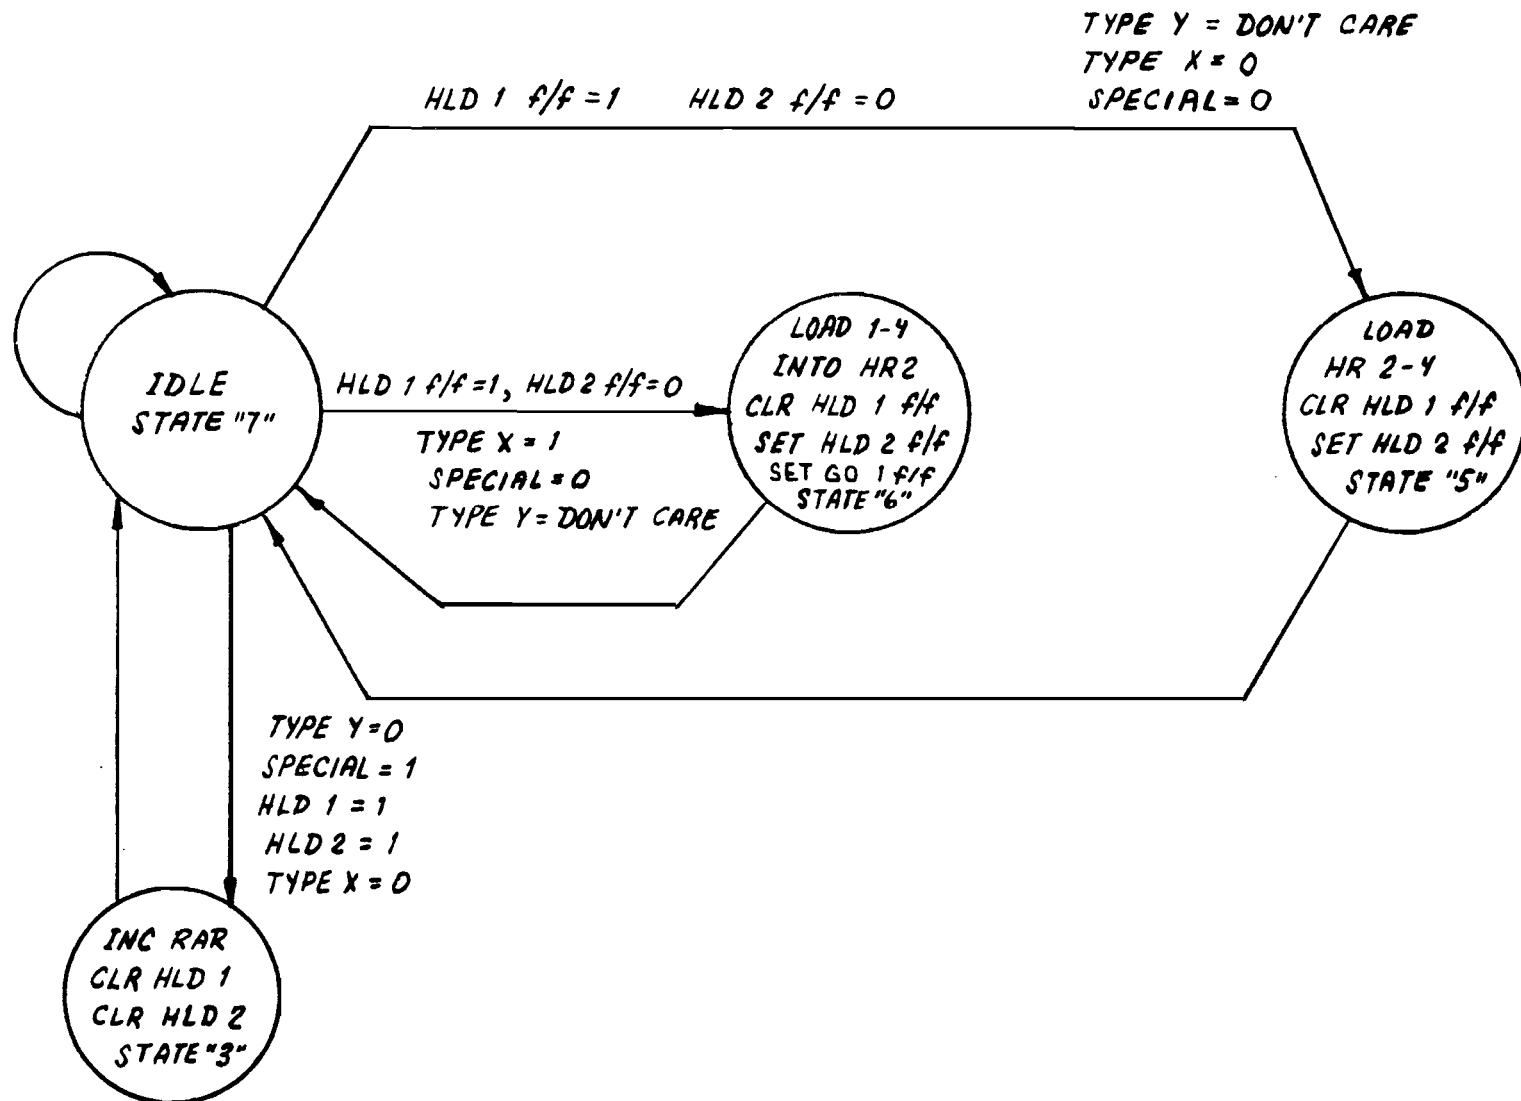 TYPE Y = DON'T CARE
TYPE X = 0
SPECIAL = 0
HLD 1 f/f = 1 HLD 2 f/f = 0
IDLE
STATE "7"
HLD 1 f/f = 1, HLD 2 f/f = 0
TYPE X = 1
SPECIAL = 0
TYPE Y = DON'T CARE
LOAD 1-4
INTO HR2
CLR HLD 1 f/f
SET HLD 2 f/f
SET GO 1 f/f
STATE "6"
LOAD
HR 2-4
CLR HLD 1 f/f
SET HLD 2 f/f
STATE "5"
TYPE Y = 0
SPECIAL = 1
HLD 1 = 1
HLD 2 = 1
TYPE X = 0
INC RAR
CLR HLD 1
CLR HLD 2
STATE "3"